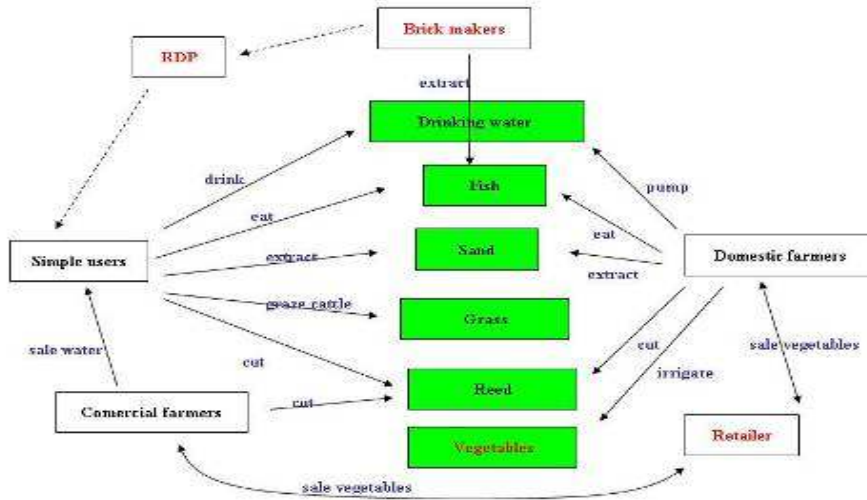 Brick makers
RDP
extract
Drinking water
drink
Fish
pump
eat
eat
Simple users
extract
Sand
extract
Domestic farmers
graze cattle
Grass
sale water
cut
cut
sale vegetables
irrigate
Comercial farmers
cut
Reed
Vegetables
Retailer
sale vegetables